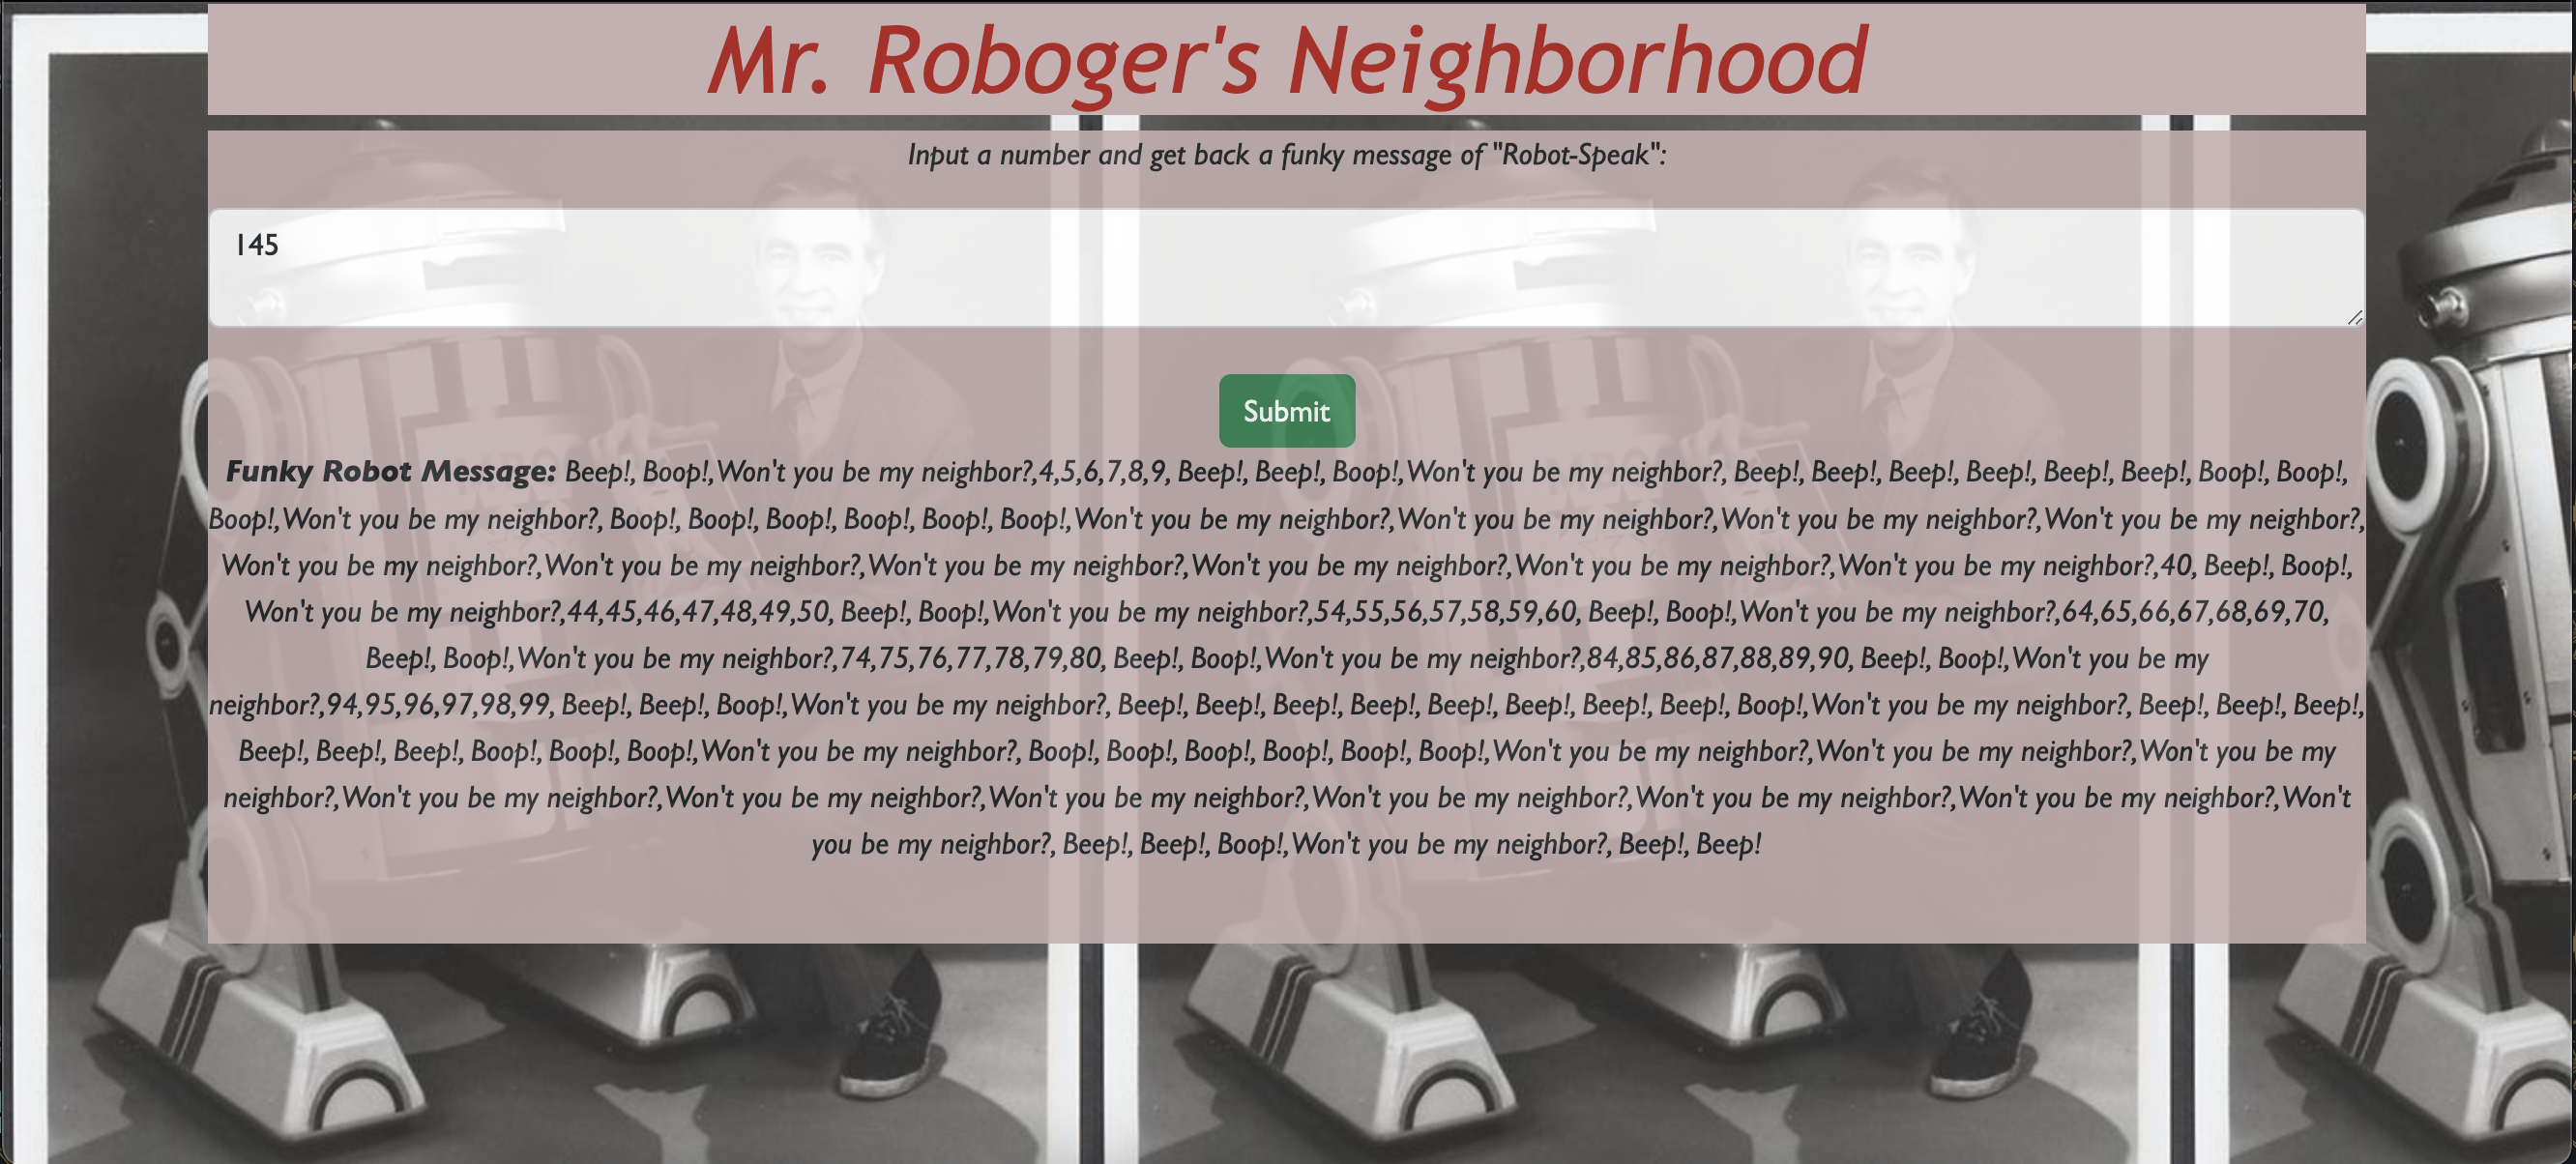 Mr. Roboger's Neighborhood
Input a number and get back a funky message of "Robot-Speak":
145
Submit
Funky Robot Message: Beep!, Boop!,Won't you be my neighbor?,4,5,6,7,8,9, Beep!, Beep!, Boop!,Won't you be my neighbor?, Beep!, Beep!, Beep!, Beep!, Beep!, Beep!, Boop!, Boop!,
Boop!,Won't you be my neighbor?, Boop!, Boop!, Boop!, Boop!, Boop!, Boop!,Won't you be my neighbor?,Won't you be my neighbor?,Won't you be my neighbor?,Won't you be my neighbor?,
Won't you be my neighbor?,Won't you be my neighbor?,Won't you be my neighbor?,Won't you be my neighbor?,Won't you be my neighbor?,Won't you be my neighbor?,40, Beep!, Boop!,
Won't you be my neighbor?,44,45,46,47,48,49,50, Beep!, Boop!,Won't you be my neighbor?,54,55,56,57,58,59,60, Beep!, Boop!,Won't you be my neighbor?,64,65,66,67,68,69,70,
Beep!, Boop!,Won't you be my neighbor?,74,75,76,77,78,79,80, Beep!, Boop!,Won't you be my neighbor?,84,85,86,87,88,89,90, Beep!, Boop!,Won't you be my
neighbor?,94,95,96,97,98,99, Beep!, Beep!, Boop!,Won't you be my neighbor?, Beep!, Beep!, Beep!, Beep!, Beep!, Beep!, Beep!, Beep!, Boop!,Won't you be my neighbor?, Beep!, Beep!, Beep!,
Beep!, Beep!, Beep!, Boop!, Boop!, Boop!,Won't you be my neighbor?, Boop!, Boop!, Boop!, Boop!, Boop!, Boop!,Won't you be my neighbor?,Won't you be my neighbor?,Won't you be my
neighbor?,Won't you be my neighbor?,Won't you be my neighbor?,Won't you be my neighbor?,Won't you be my neighbor?,Won't you be my neighbor?,Won't you be my neighbor?,Won't
you be my neighbor?, Beep!, Beep!, Boop!,Won't you be my neighbor?, Beep!, Beep!